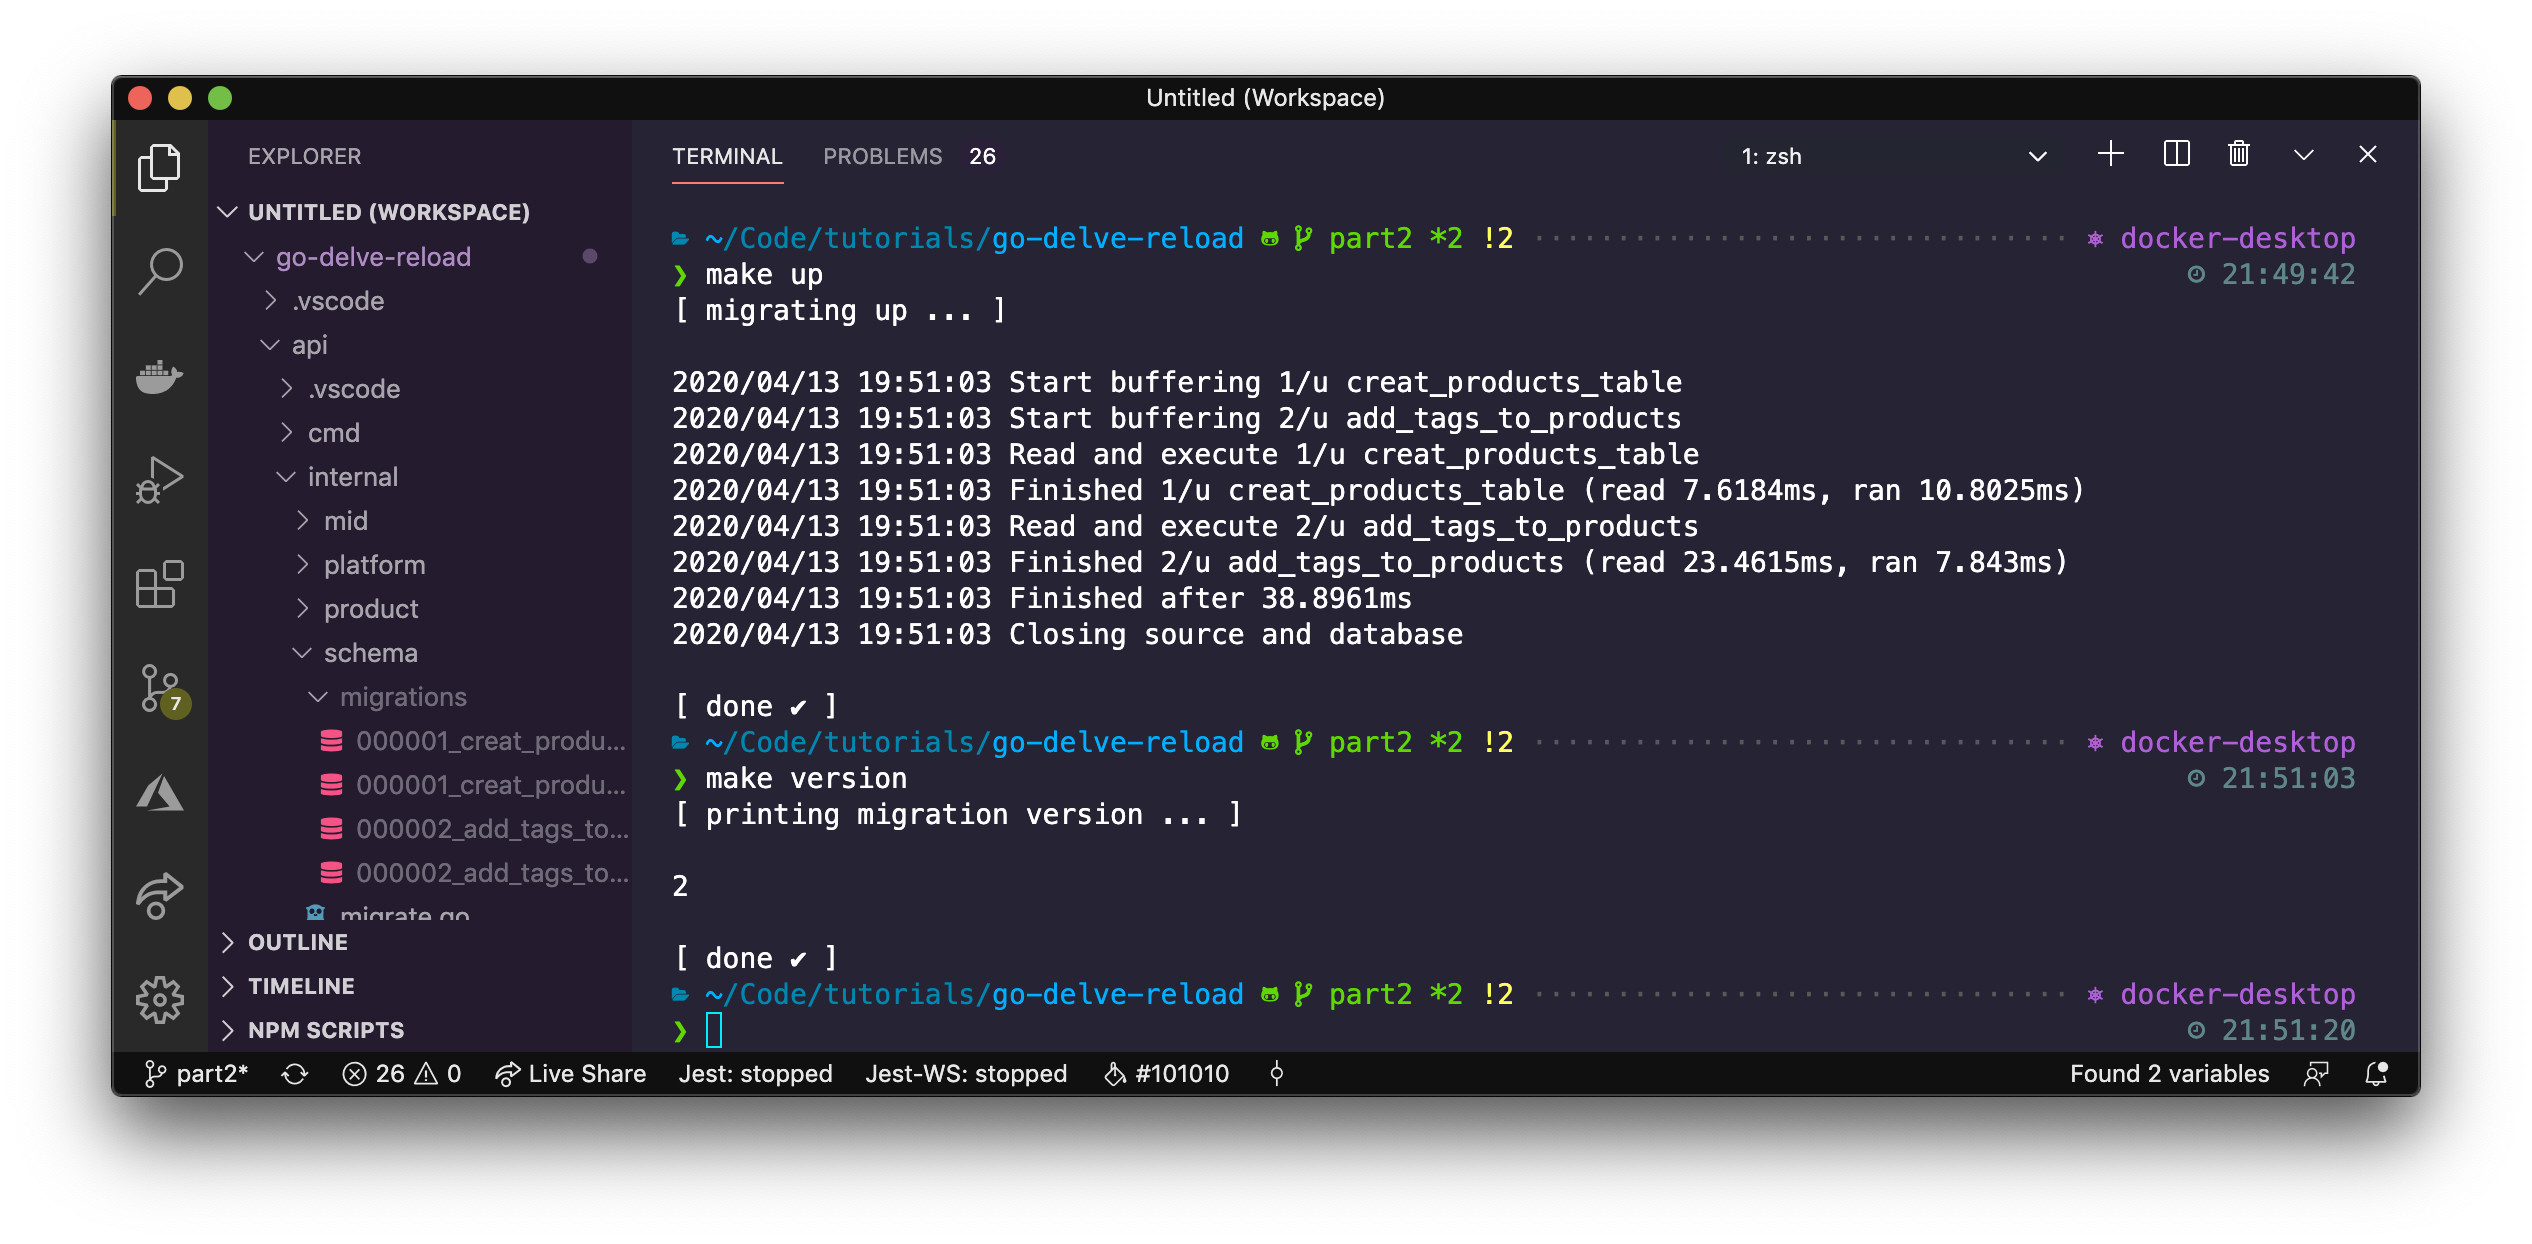 Untitled (Workspace)
EXPLORER
UNTITLED (WORKSPACE)
go-delve-reload
.vscode
api
.vscode
cmd
internal
mid
platform
product
schema
migrations
000001_creat_produ...
000001_creat_produ...
000002_add_tags_to...
000002_add_tags_to...
migrate.go
OUTLINE
TIMELINE
NPM SCRIPTS
7
TERMINAL PROBLEMS 26 1: zsh
~/Code/tutorials/go-delve-reload part2 *2 !2 docker-desktop
❯ make up 21:49:42
[ migrating up ... ]
2020/04/13 19:51:03 Start buffering 1/u creat_products_table
2020/04/13 19:51:03 Start buffering 2/u add_tags_to_products
2020/04/13 19:51:03 Read and execute 1/u creat_products_table
2020/04/13 19:51:03 Finished 1/u creat_products_table (read 7.6184ms, ran 10.8025ms)
2020/04/13 19:51:03 Read and execute 2/u add_tags_to_products
2020/04/13 19:51:03 Finished 2/u add_tags_to_products (read 23.4615ms, ran 7.843ms)
2020/04/13 19:51:03 Finished after 38.8961ms
2020/04/13 19:51:03 Closing source and database
[ done ✔ ]
~/Code/tutorials/go-delve-reload part2 *2 !2 docker-desktop
❯ make version 21:51:03
[ printing migration version ... ]
2
[ done ✔ ]
~/Code/tutorials/go-delve-reload part2 *2 !2 docker-desktop
❯ 21:51:20
part2* 26 0 Live Share Jest: stopped Jest-WS: stopped #101010 Found 2 variables